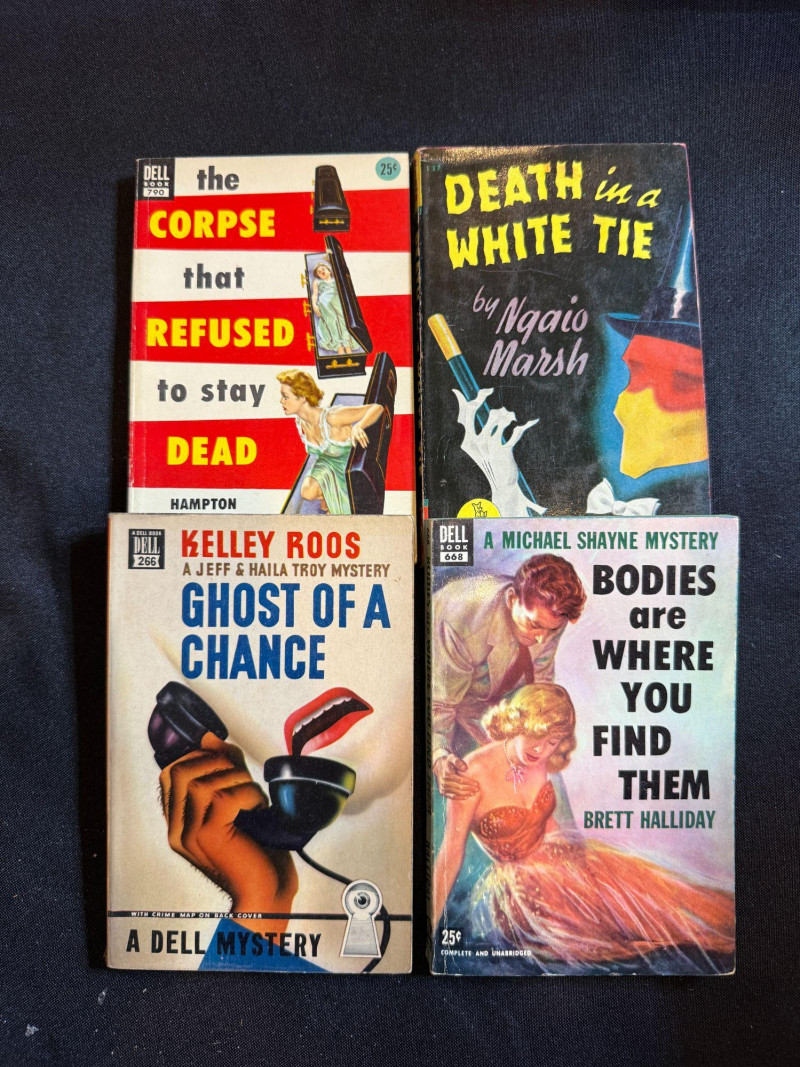 DELL
BOOK
790
25¢
the
CORPSE
that
REFUSED
to stay
DEAD
HAMPTON
DEATH in a
WHITE TIE
by Ngaio
Marsh
A DELL BOOK
DELL
266
KELLEY ROOS
A JEFF & HAILA TROY MYSTERY
GHOST OF A
CHANCE
WITH CRIME MAP ON BACK COVER
A DELL MYSTERY
DELL
BOOK
668
A MICHAEL SHAYNE MYSTERY
BODIES
are
WHERE
YOU
FIND
THEM
BRETT HALLIDAY
25¢
COMPLETE AND UNABRIDGED